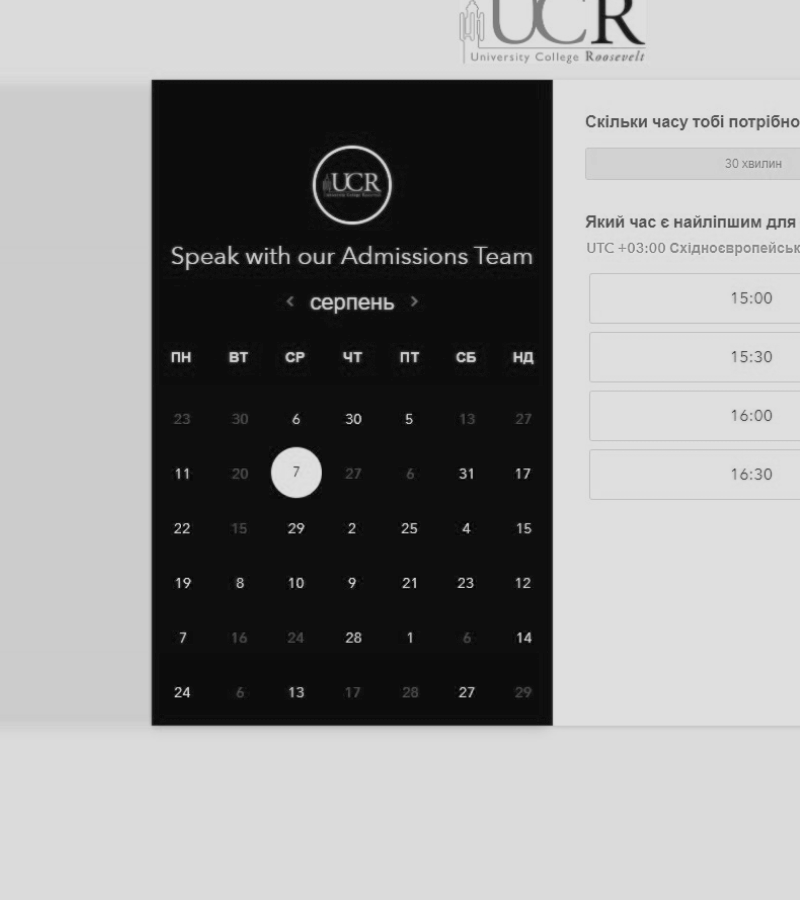 UCR
University College Roosevelt
Скільки часу тобі потрібно
30 хвилин
Який час є найліпшим для
UTC +03:00 Східноєвропейськ
15:00
15:30
16:00
16:30
UCR
Speak with our Admissions Team
‹ серпень ›
ПН ВТ СР ЧТ ПТ СБ НД
23 30 6 30 5 13 27
11 20 7 27 6 31 17
22 15 29 2 25 4 15
19 8 10 9 21 23 12
7 16 24 28 1 6 14
24 6 13 17 28 27 29